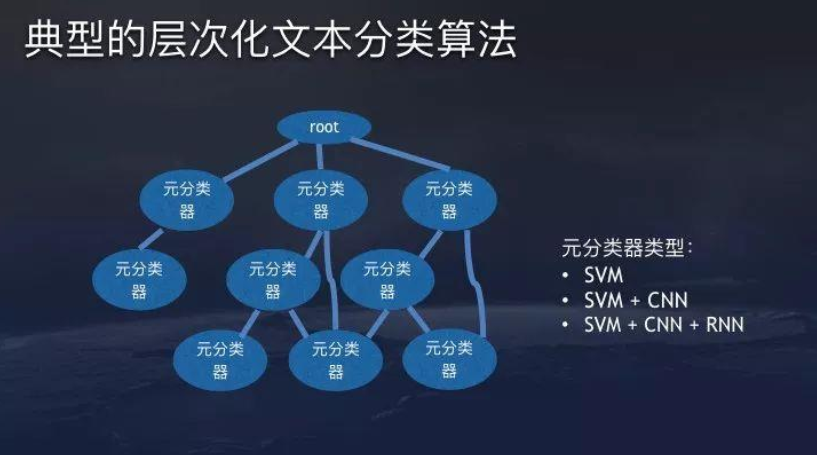 典型的层次化文本分类算法
root
元分类
器
元分类
器
元分类
器
元分类
器
元分类
器
元分类
器
元分类
器
元分类
器
元分类
器
元分类器类型：
• SVM
• SVM + CNN
• SVM + CNN + RNN